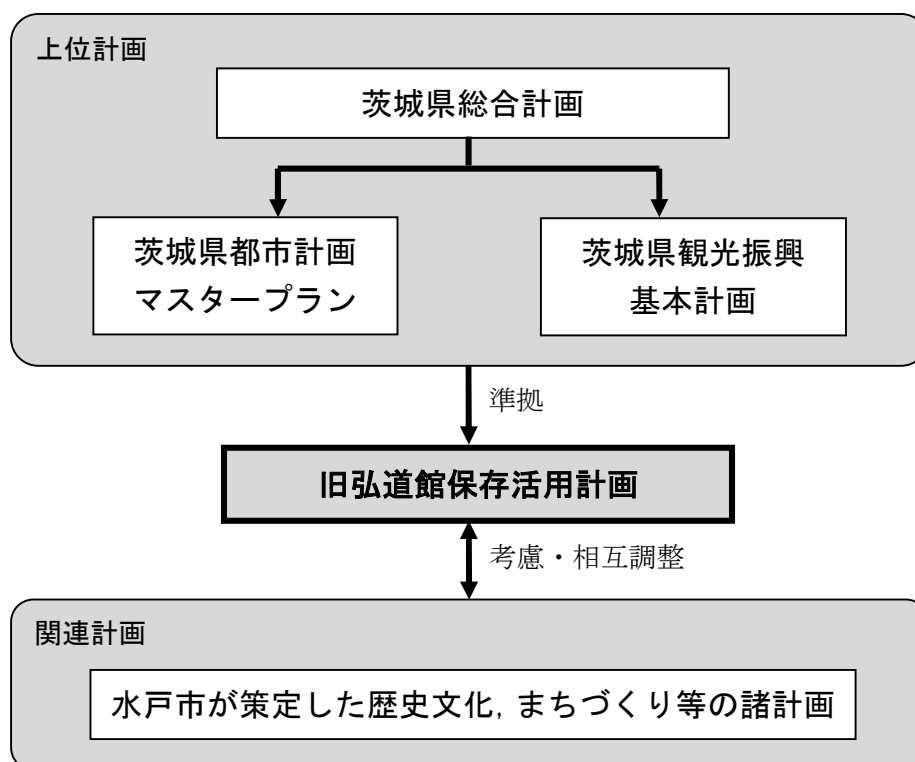 上位計画
茨城県総合計画
茨城県都市計画
マスタープラン
茨城県観光振興
基本計画
準拠
旧弘道館保存活用計画
考慮・相互調整
関連計画
水戸市が策定した歴史文化，まちづくり等の諸計画